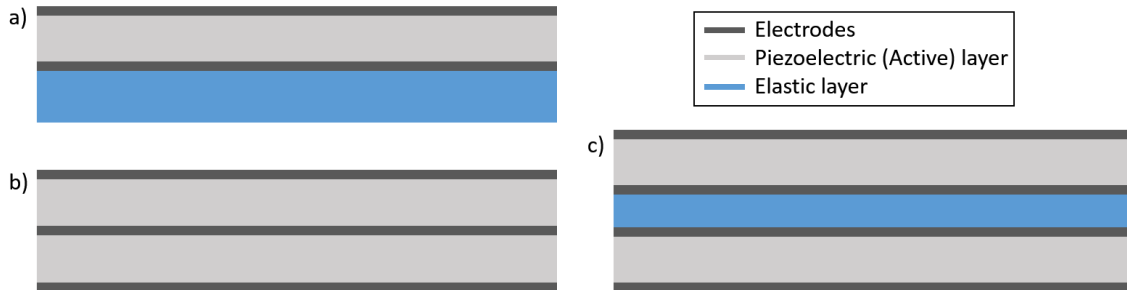 a)
Electrodes
Piezoelectric (Active) layer
Elastic layer
b)
c)